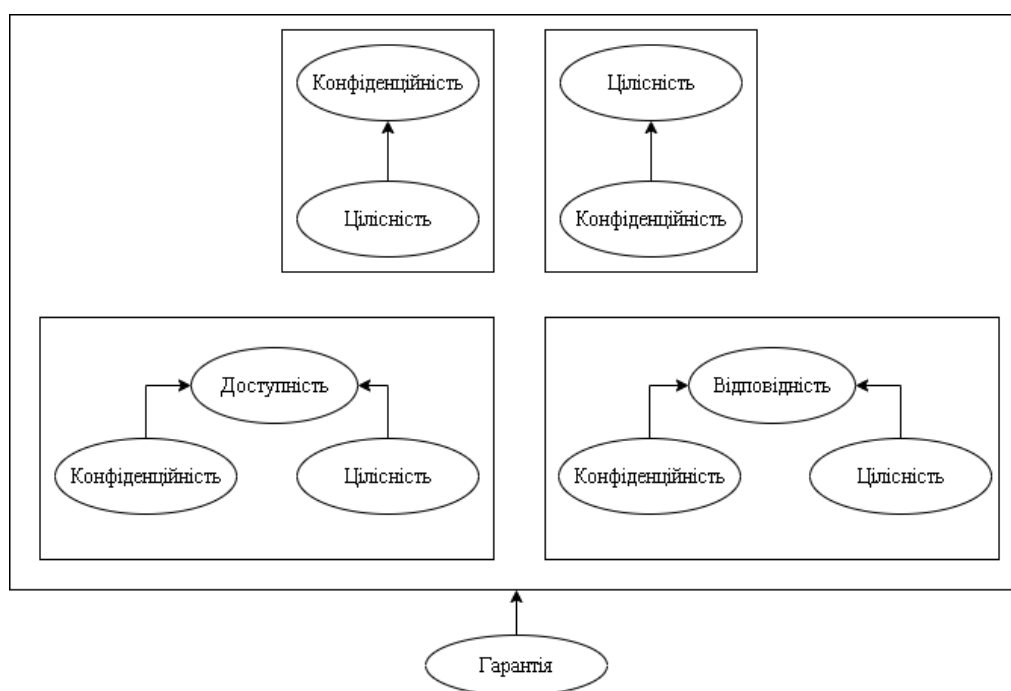 Конфіденційність
Цілісність
Цілісність
Конфіденційність
Доступність
Конфіденційність
Цілісність
Відповідність
Конфіденційність
Цілісність
Гарантія